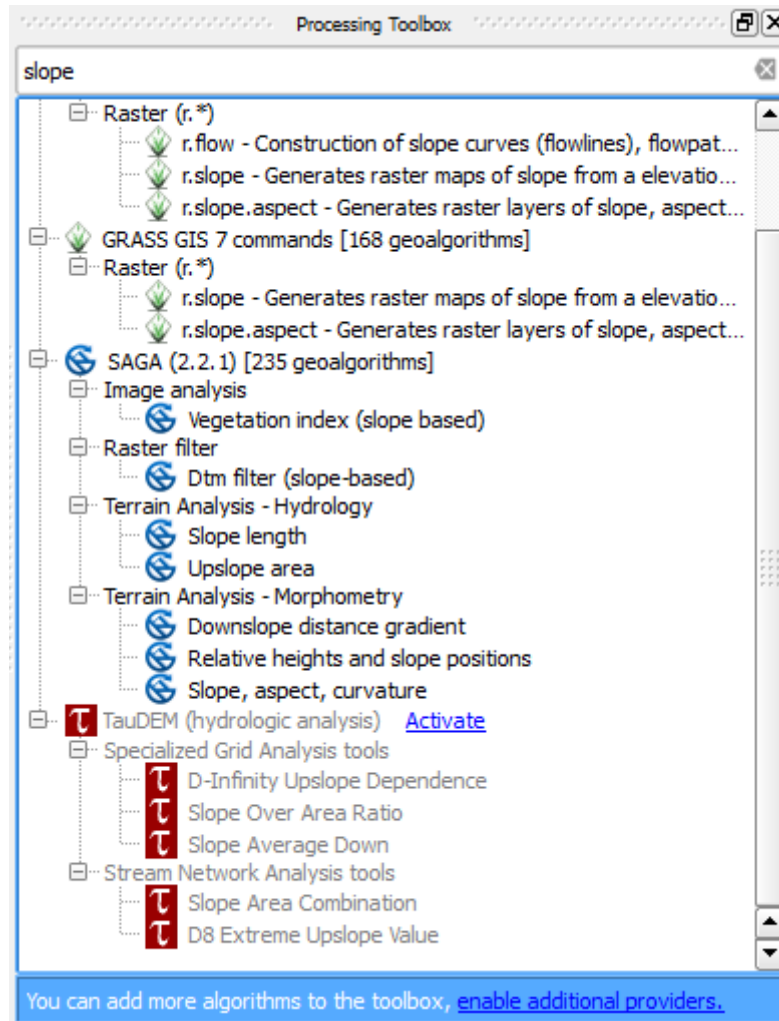 Processing Toolbox
slope
Raster (r.*)
r.flow - Construction of slope curves (flowlines), flowpat...
r.slope - Generates raster maps of slope from a elevatio...
r.slope.aspect - Generates raster layers of slope, aspect...
GRASS GIS 7 commands [168 geoalgorithms]
Raster (r.*)
r.slope - Generates raster maps of slope from a elevatio...
r.slope.aspect - Generates raster layers of slope, aspect...
SAGA (2.2.1) [235 geoalgorithms]
Image analysis
Vegetation index (slope based)
Raster filter
Dtm filter (slope-based)
Terrain Analysis - Hydrology
Slope length
Upslope area
Terrain Analysis - Morphometry
Downslope distance gradient
Relative heights and slope positions
Slope, aspect, curvature
TauDEM (hydrologic analysis) Activate
Specialized Grid Analysis tools
D-Infinity Upslope Dependence
Slope Over Area Ratio
Slope Average Down
Stream Network Analysis tools
Slope Area Combination
D8 Extreme Upslope Value
You can add more algorithms to the toolbox, enable additional providers.